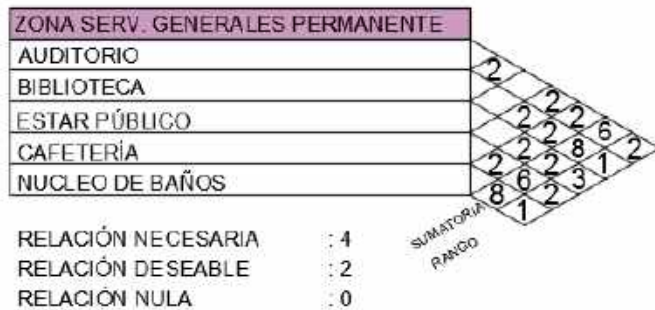 ZONA SERV. GENERALES PERMANENTE
AUDITORIO
2
BIBLIOTECA
2
ESTAR PÚBLICO
2 2
2 6
CAFETERÍA
2 8 2
2 2 1
NUCLEO DE BAÑOS
6 3
8 2
1
SUMATORIA
RANGO
RELACIÓN NECESARIA : 4
RELACIÓN DESEABLE : 2
RELACIÓN NULA : 0